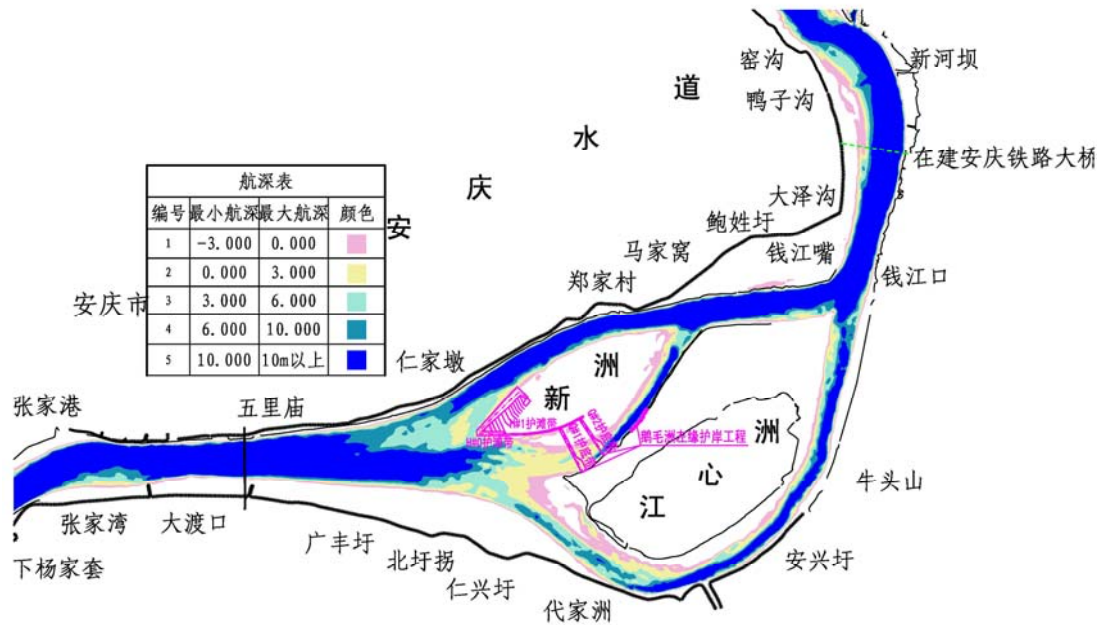 窑沟
新河坝
道
鸭子沟
水
在建安庆铁路大桥
航深表
庆
大泽沟
编号 最小航深 最大航深 颜色
安
鲍姓圩
1 -3.000 0.000
马家窝
钱江嘴
2 0.000 3.000
郑家村
钱江口
安庆市
3 3.000 6.000
4 6.000 10.000
5 10.000 10m以上
仁家墩
洲
新
张家港
五里庙
H#1护滩带
H#0护滩带
鹅毛洲左缘护岸工程
洲
心
江
牛头山
张家湾
大渡口
广丰圩
北圩拐
安兴圩
下杨家套
仁兴圩
代家洲